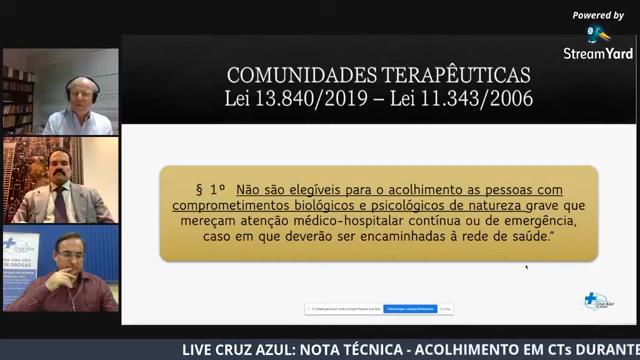 Powered by
StreamYard
COMUNIDADES TERAPÊUTICAS
Lei 13.840/2019 – Lei 11.343/2006
§ 1º Não são elegíveis para o acolhimento as pessoas com
comprometimentos biológicos e psicológicos de natureza grave que
mereçam atenção médico-hospitalar contínua ou de emergência,
caso em que deverão ser encaminhadas à rede de saúde.”
Cruz Azul
LIVE CRUZ AZUL: NOTA TÉCNICA - ACOLHIMENTO EM CTs DURANTE